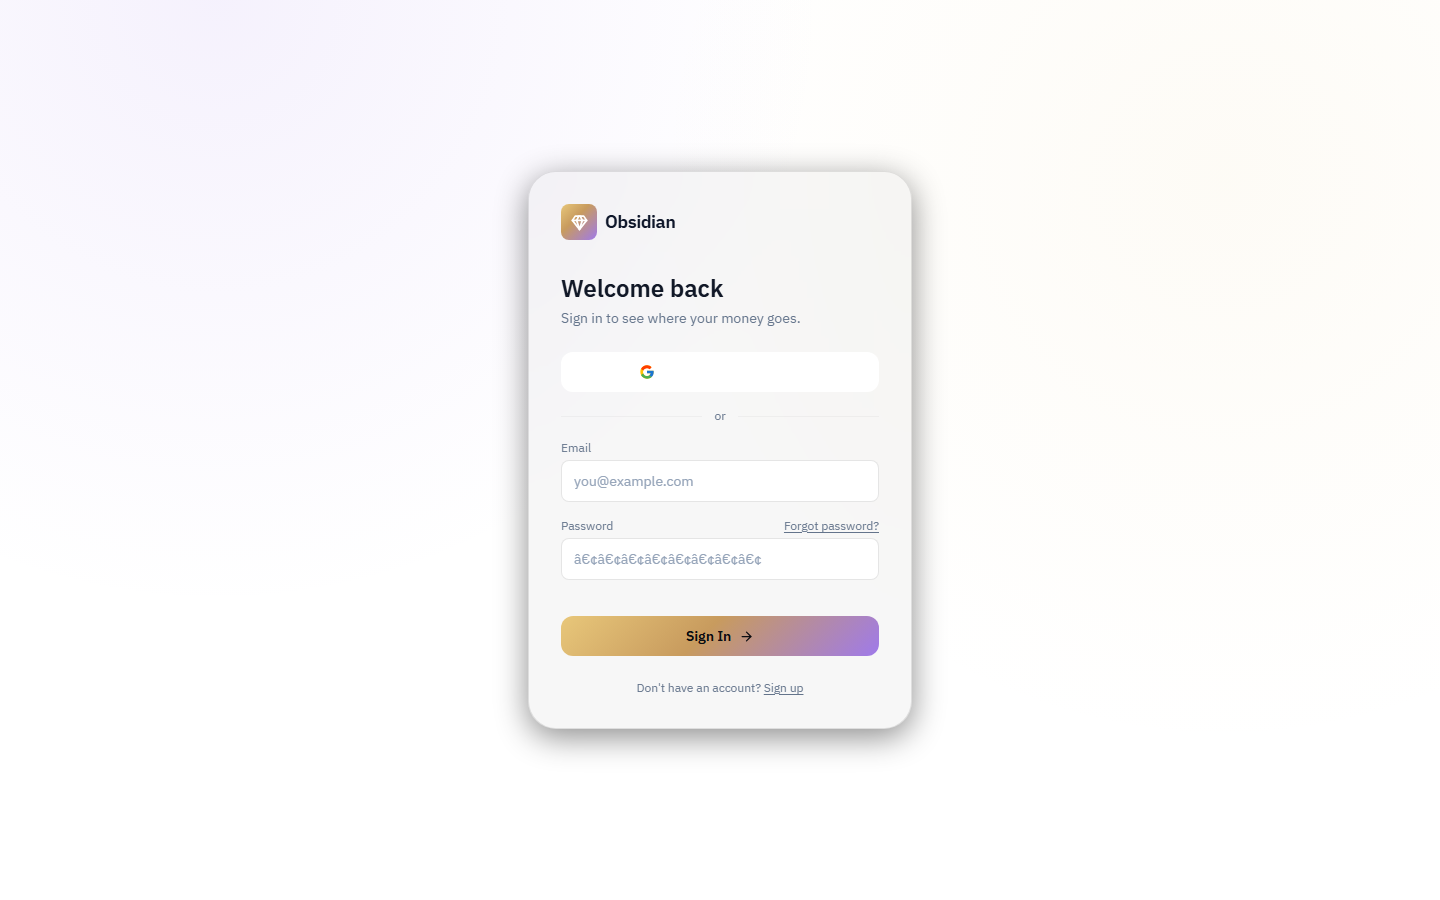 Obsidian
Welcome back
Sign in to see where your money goes.
or
Email
you@example.com
Password Forgot password?
â€¢â€¢â€¢â€¢â€¢â€¢â€¢â€¢
Sign In →
Don't have an account? Sign up